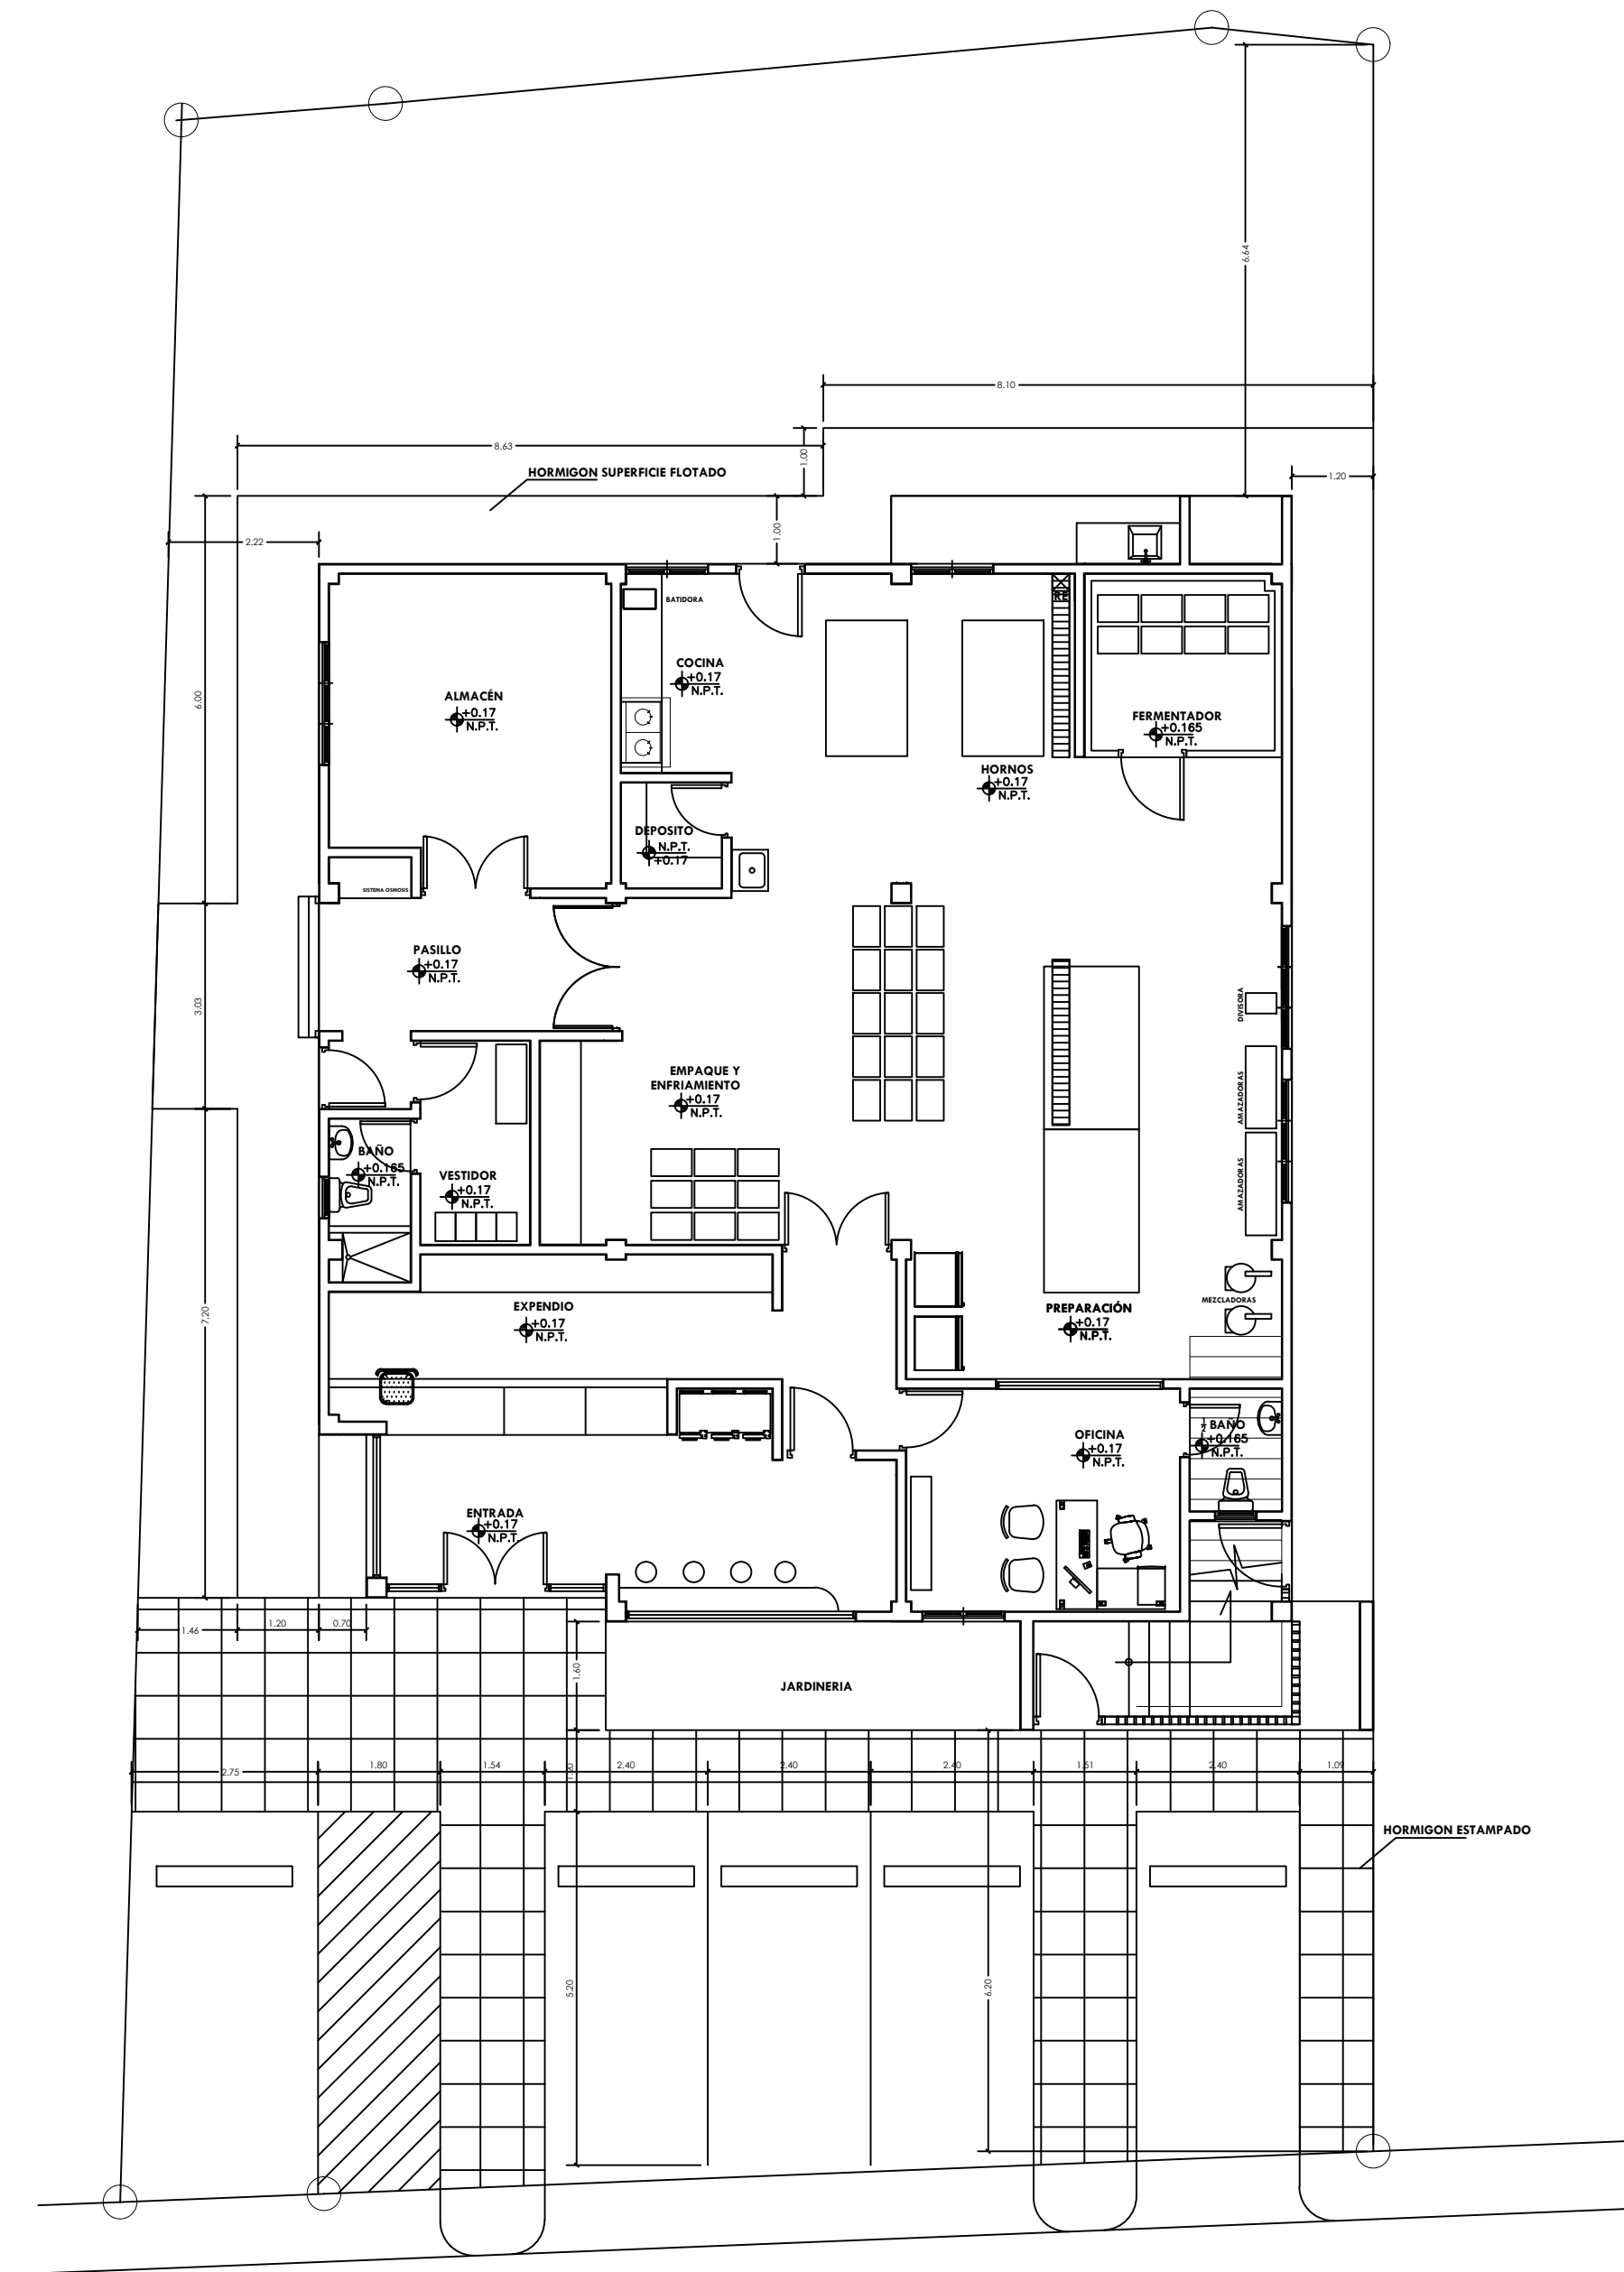 6.64
8.10
8.63
1.00
HORMIGON SUPERFICIE FLOTADO
1.20
1.00
2.22
RE
BATIDORA
COCINA
+0.17
N.P.T.
ALMACÉN
+0.17
N.P.T.
6.00
FERMENTADOR
+0.165
N.P.T.
HORNOS
+0.17
N.P.T.
DEPOSITO
N.P.T.
+0.17
SISTEMA OSMOSIS
PASILLO
+0.17
N.P.T.
3.03
DIVISORA
EMPAQUE Y
ENFRIAMIENTO
+0.17
N.P.T.
AMAZADORAS
BAÑO
+0.165
N.P.T.
VESTIDOR
+0.17
N.P.T.
AMAZADORAS
MEZCLADORAS
EXPENDIO
+0.17
N.P.T.
PREPARACIÓN
+0.17
N.P.T.
7.20
BAÑO
+0.165
N.P.T.
OFICINA
+0.17
N.P.T.
ENTRADA
+0.17
N.P.T.
1.46
1.20
0.70
1.60
JARDINERIA
2.75
1.80
1.54
1.20
2.40
2.40
2.40
1.51
2.40
1.09
HORMIGON ESTAMPADO
5.20
6.20